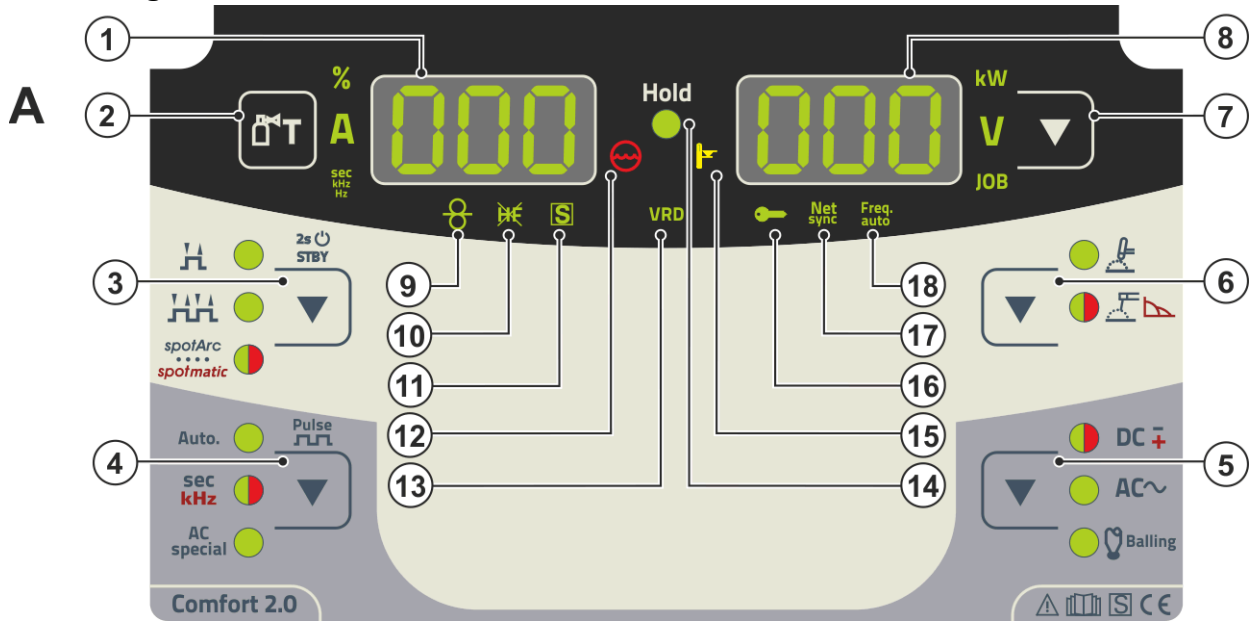 1
8
A
2
T
%
A
sec
kHz
Hz
000
Hold
000
kW
V
JOB
7
HF
S
VRD
Net
sync
Freq.
auto
2s
STBY
3
spotArc
spotmatic
9
10
11
12
13
18
17
16
15
14
6
4
Auto.
Pulse
sec
kHz
AC
special
DC - +
AC~
Balling
5
Comfort 2.0
S CE